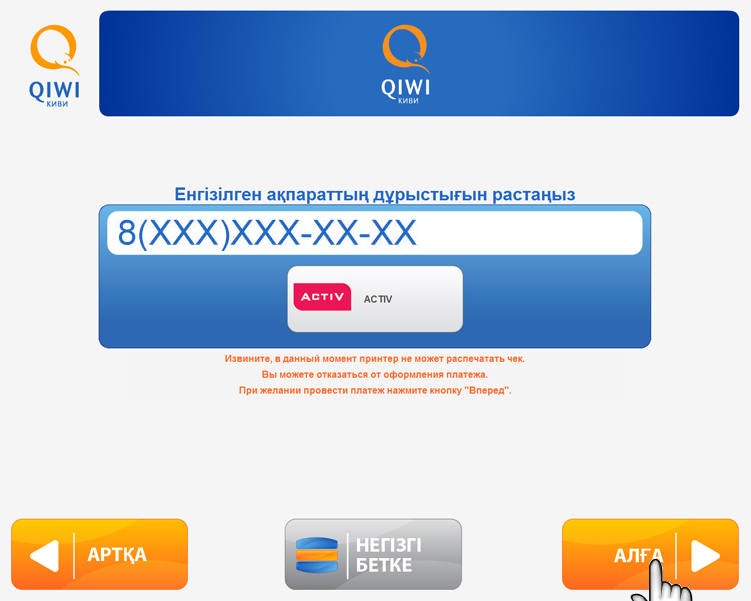 QIWI
КИВИ
QIWI
КИВИ
Енгізілген ақпараттың дұрыстығын растаңыз
8(XXX)XXX-XX-XX
ACTIV
ACTIV
Извините, в данный момент принтер не может распечатать чек.
Вы можете отказаться от оформления платежа.
При желании провести платеж нажмите кнопку "Вперед".
АРТҚА
НЕГІЗГІ
БЕТКЕ
АЛҒА